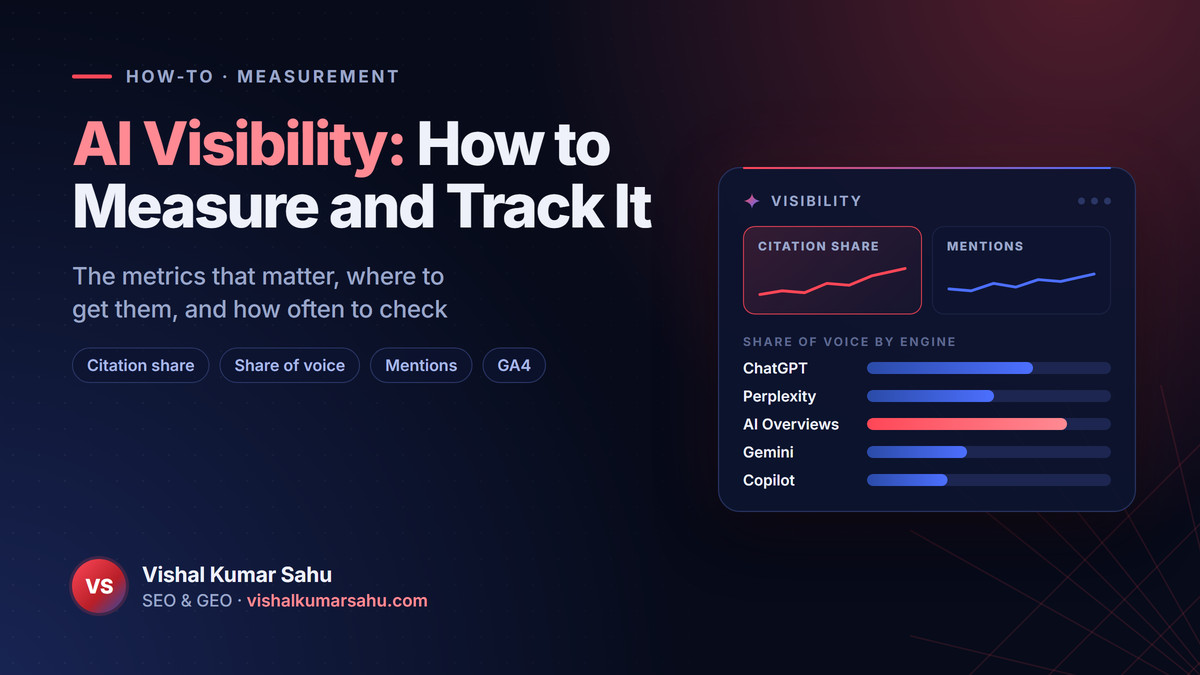 HOW-TO · MEASUREMENT
AI Visibility: How to
Measure and Track It
The metrics that matter, where to
get them, and how often to check
Citation share
Share of voice
Mentions
GA4
VISIBILITY
CITATION SHARE
MENTIONS
SHARE OF VOICE BY ENGINE
ChatGPT
Perplexity
AI Overviews
Gemini
Copilot
VS
Vishal Kumar Sahu
SEO & GEO · vishalkumarsahu.com